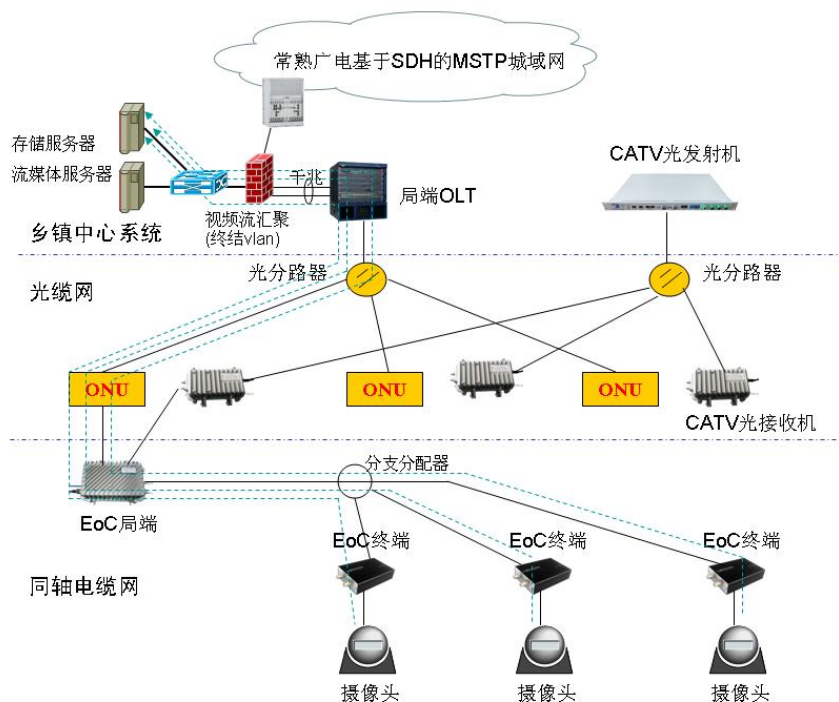 常熟广电基于SDH的MSTP城域网
存储服务器
流媒体服务器
千兆
局端OLT
CATV光发射机
视频流汇聚
(终结vlan)
乡镇中心系统
光分路器
光分路器
光缆网
ONU
ONU
ONU
CATV光接收机
分支分配器
EoC局端
EoC终端
EoC终端
EoC终端
同轴电缆网
摄像头
摄像头
摄像头